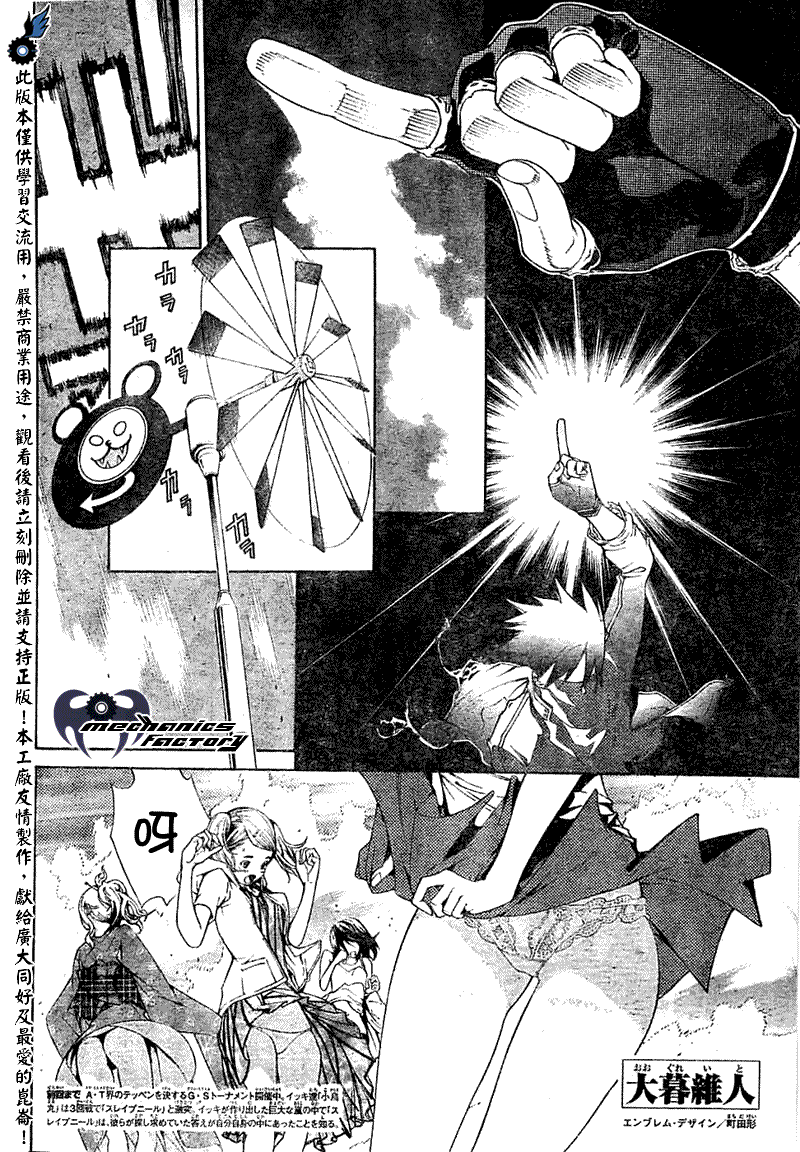 此版本僅供學習交流用，嚴禁商業用途，觀看後請立刻刪除並請支持正版！本工廠友情製作，獻給廣大同好及最愛的崑崙！
カラ
カラ
カラ
カラ
mechanics
Factory
呀
前回まで A・T界のテッペンを決するG・Sトーナメント開催中。イッキ達「小烏
丸」は3回戦で「スレイプニール」と激突。イッキが作り出した巨大な嵐の中で「ス
レイプニール」は、彼らが探し求めていた答えが自分自身の中にあったことを知る。
おおぐれいと
大暮維人
エンブレム・デザイン／町田形